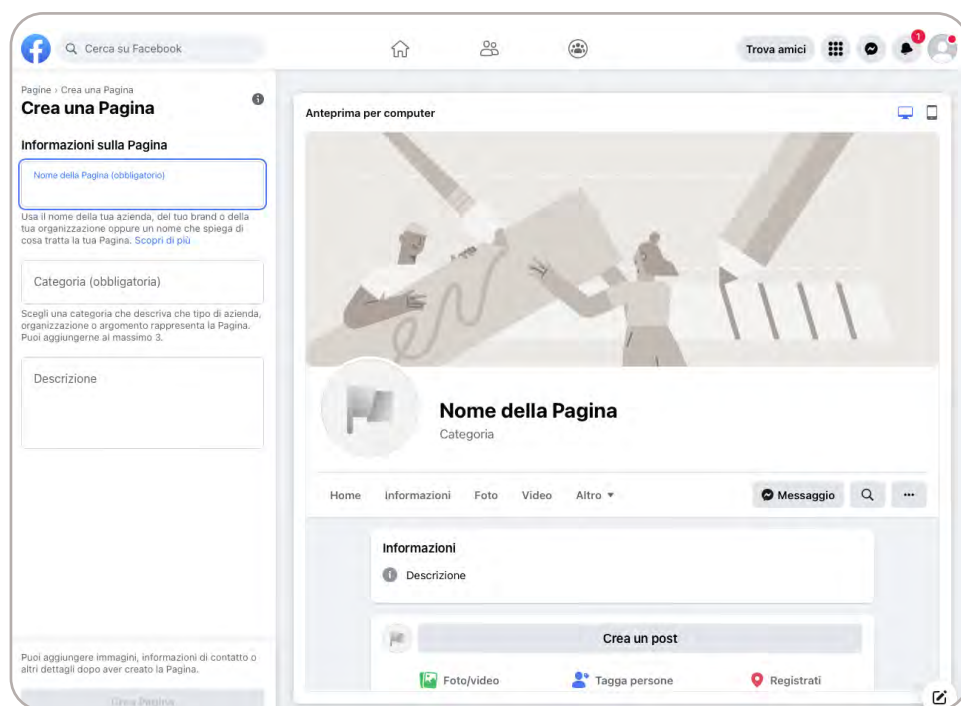 Cerca su Facebook
Trova amici
1
Pagine › Crea una Pagina
Crea una Pagina
Informazioni sulla Pagina
Nome della Pagina (obbligatorio)
Usa il nome della tua azienda, del tuo brand o della
tua organizzazione oppure un nome che spiega di
cosa tratta la tua Pagina. Scopri di più
Categoria (obbligatoria)
Scegli una categoria che descriva che tipo di azienda,
organizzazione o argomento rappresenta la Pagina.
Puoi aggiungerne al massimo 3.
Descrizione
Puoi aggiungere immagini, informazioni di contatto o
altri dettagli dopo aver creato la Pagina.
Crea Pagina
Anteprima per computer
Nome della Pagina
Categoria
Home Informazioni Foto Video Altro
Messaggio
Informazioni
Descrizione
Crea un post
Foto/video Tagga persone Registrati